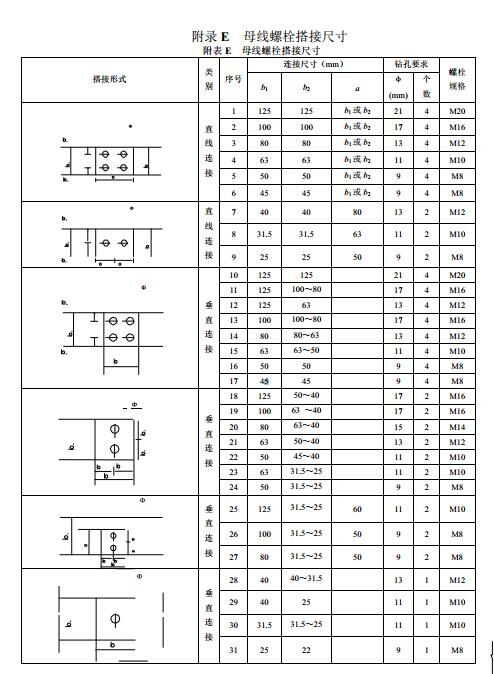 附录 E 母线螺栓搭接尺寸
附表 E 母线螺栓搭接尺寸
搭接形式 类别 序号 连接尺寸（mm） 钻孔要求 螺栓规格
b₁ b₂ a Φ(mm) 个数
直线连接
1 125 125 b₁或b₂ 21 4 M20
2 100 100 b₁或b₂ 17 4 M16
3 80 80 b₁或b₂ 13 4 M12
4 63 63 b₁或b₂ 11 4 M10
5 50 50 b₁或b₂ 9 4 M8
6 45 45 b₁或b₂ 9 4 M8
直线连接
7 40 40 80 13 2 M12
8 31.5 31.5 63 11 2 M10
9 25 25 50 9 2 M8
垂直连接
10 125 125 21 4 M20
11 125 100～80 17 4 M16
12 125 63 13 4 M12
13 100 100～80 17 4 M16
14 80 80～63 13 4 M12
15 63 63～50 11 4 M10
16 50 50 9 4 M8
17 45 45 9 4 M8
垂直连接
18 125 50～40 17 2 M16
19 100 63 ～40 17 2 M16
20 80 63～40 15 2 M14
21 63 50～40 13 2 M12
22 50 45～40 11 2 M10
23 63 31.5～25 11 2 M10
24 50 31.5～25 9 2 M8
垂直连接
25 125 31.5～25 60 11 2 M10
26 100 31.5～25 50 9 2 M8
27 80 31.5～25 50 9 2 M8
垂直连接
28 40 40～31.5 13 1 M12
29 40 25 11 1 M10
30 31.5 31.5～25 11 1 M10
31 25 22 9 1 M8